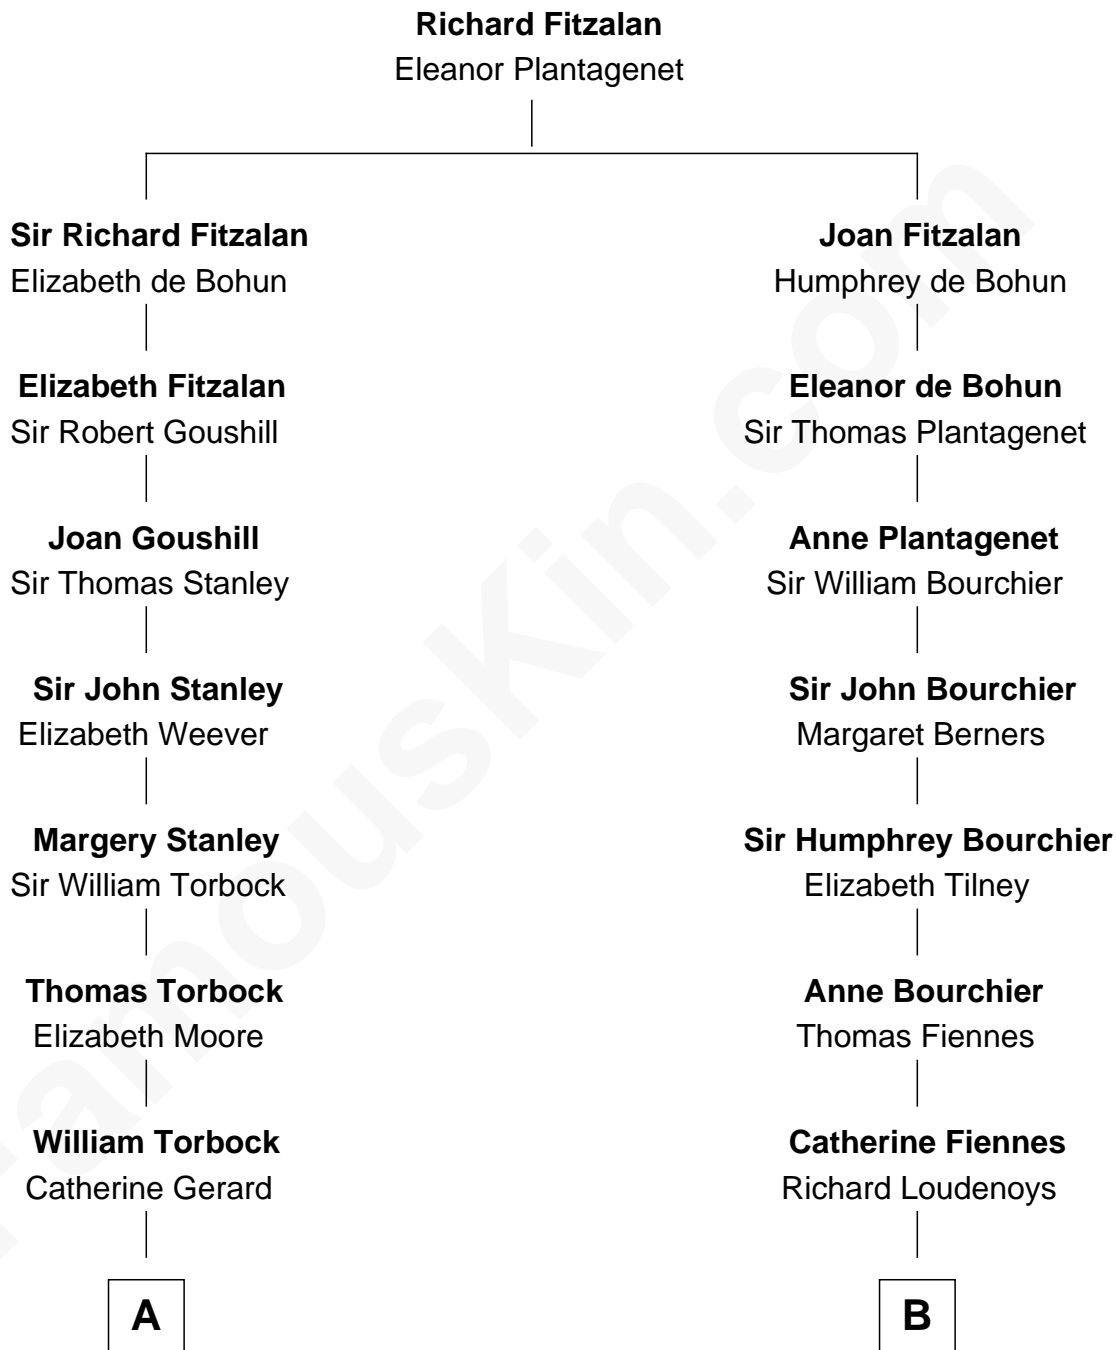 Richard Fitzalan
Eleanor Plantagenet
Sir Richard Fitzalan
Elizabeth de Bohun
Elizabeth Fitzalan
Sir Robert Goushill
Joan Goushill
Sir Thomas Stanley
Sir John Stanley
Elizabeth Weever
Margery Stanley
Sir William Torbock
Thomas Torbock
Elizabeth Moore
William Torbock
Catherine Gerard
A
Joan Fitzalan
Humphrey de Bohun
Eleanor de Bohun
Sir Thomas Plantagenet
Anne Plantagenet
Sir William Bourchier
Sir John Bourchier
Margaret Berners
Sir Humphrey Bourchier
Elizabeth Tilney
Anne Bourchier
Thomas Fiennes
Catherine Fiennes
Richard Loudenoys
B
FamousKin.com